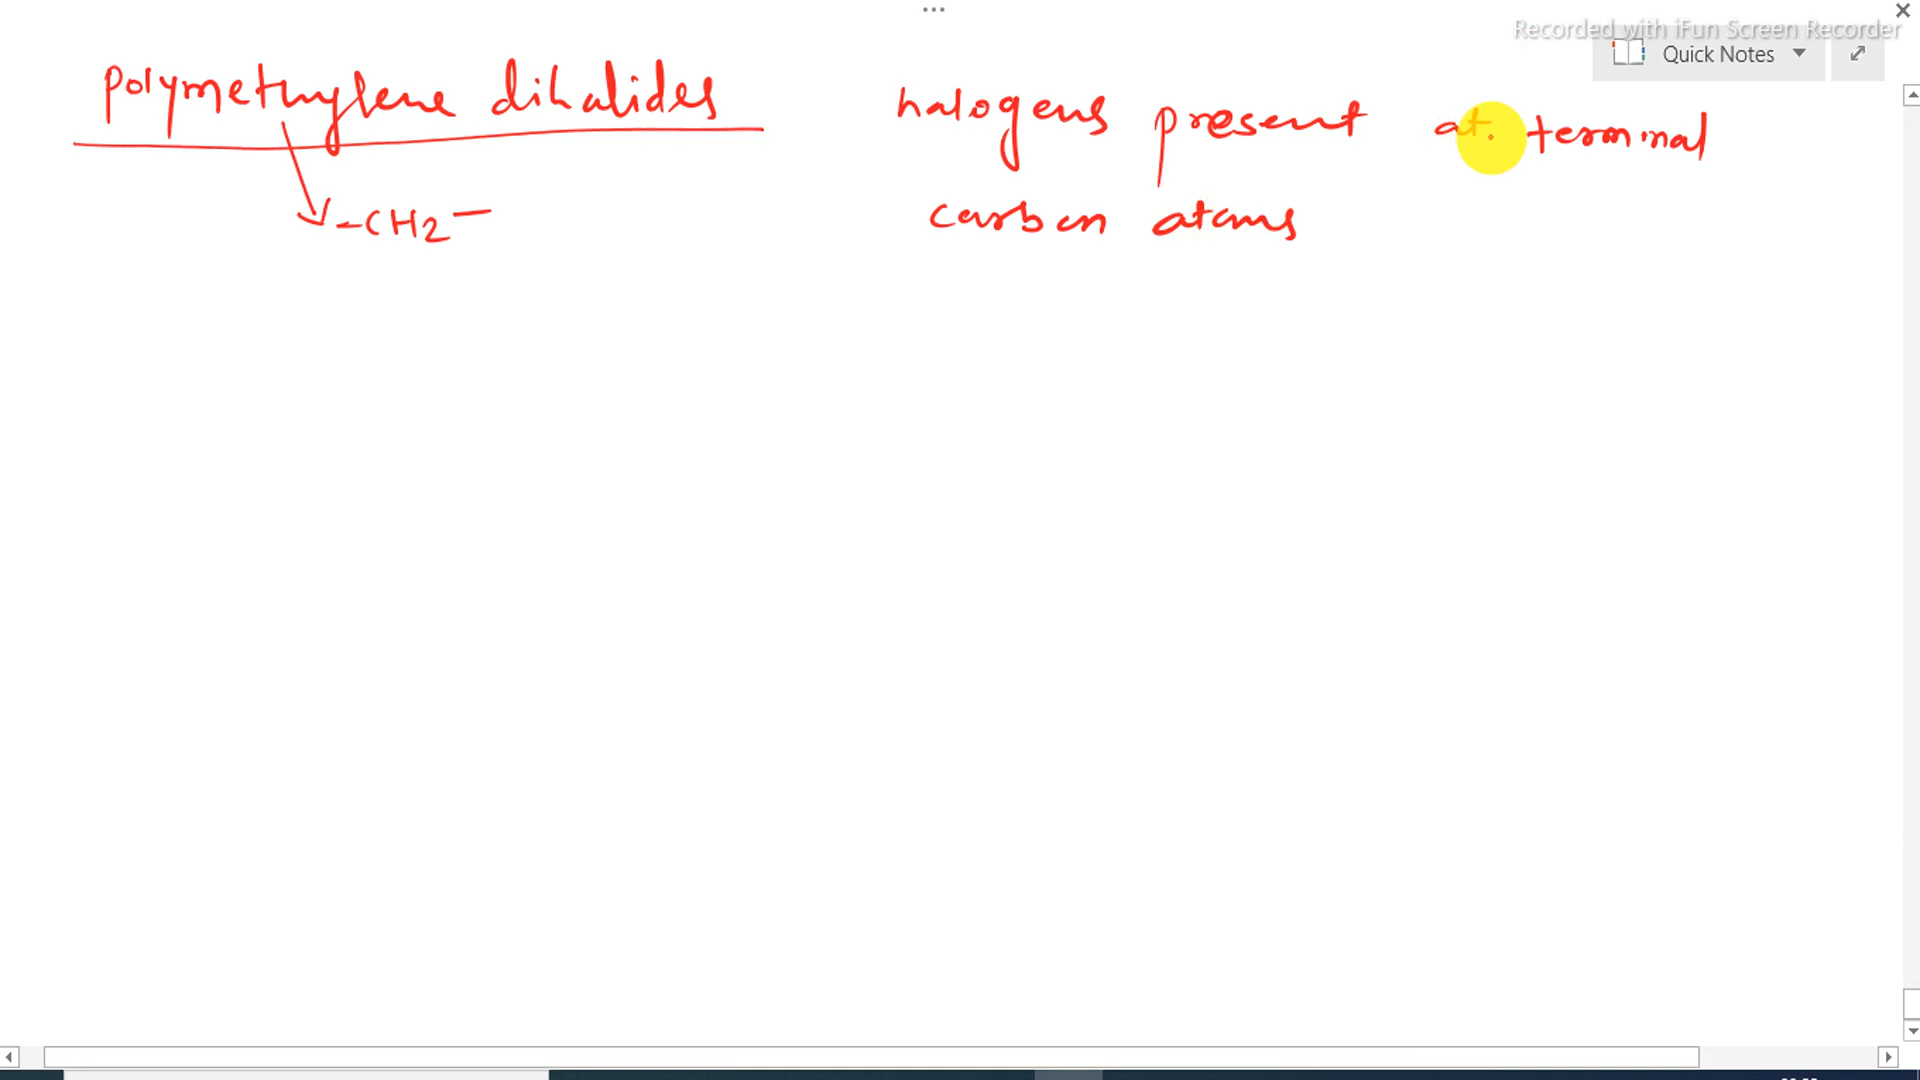 ...
Recorded with iFun Screen Recorder
Quick Notes
polymethylene dihalides
-CH2-
halogens present at terminal
carbon atoms